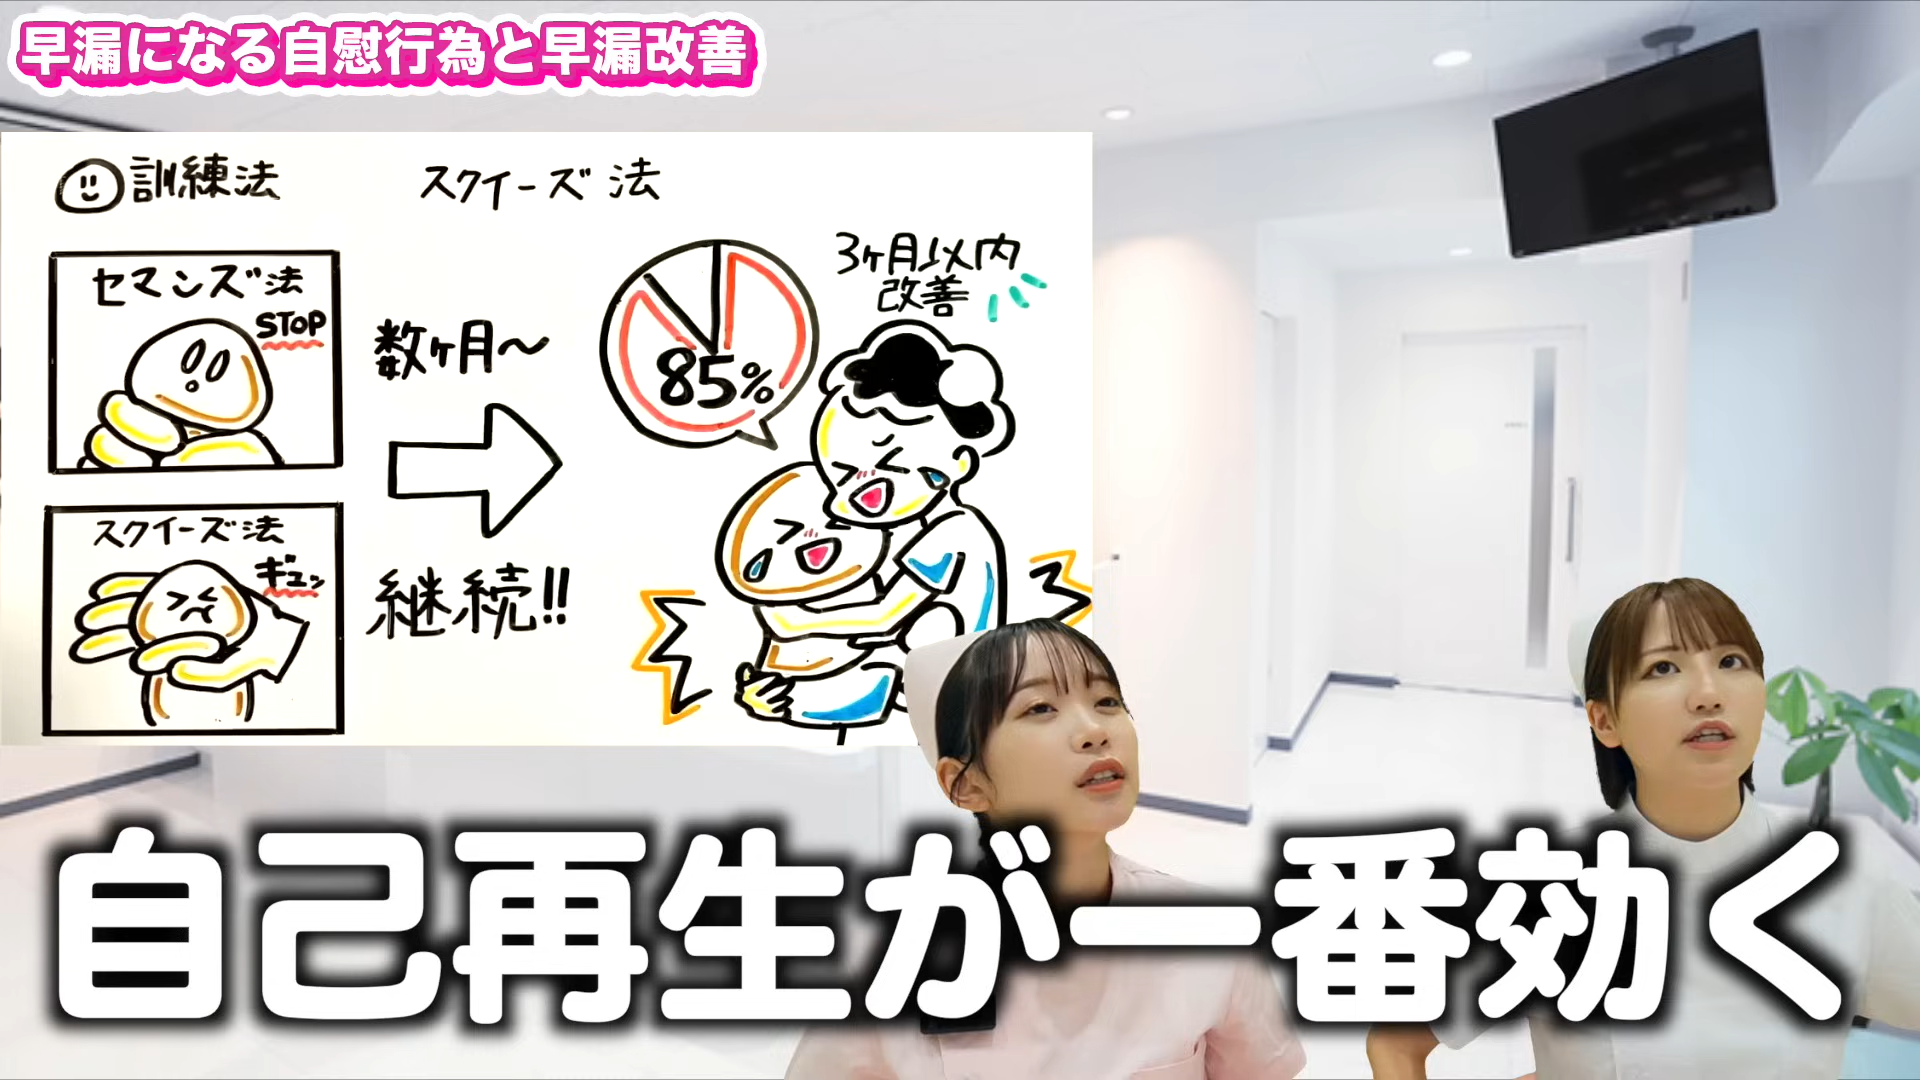 早漏になる自慰行為と早漏改善
訓練法
スクイーズ法
セマンズ法
STOP
数ヶ月〜
85%
3ヶ月以内
改善
スクイーズ法
ギュッ
継続!!
自己再生が一番効く